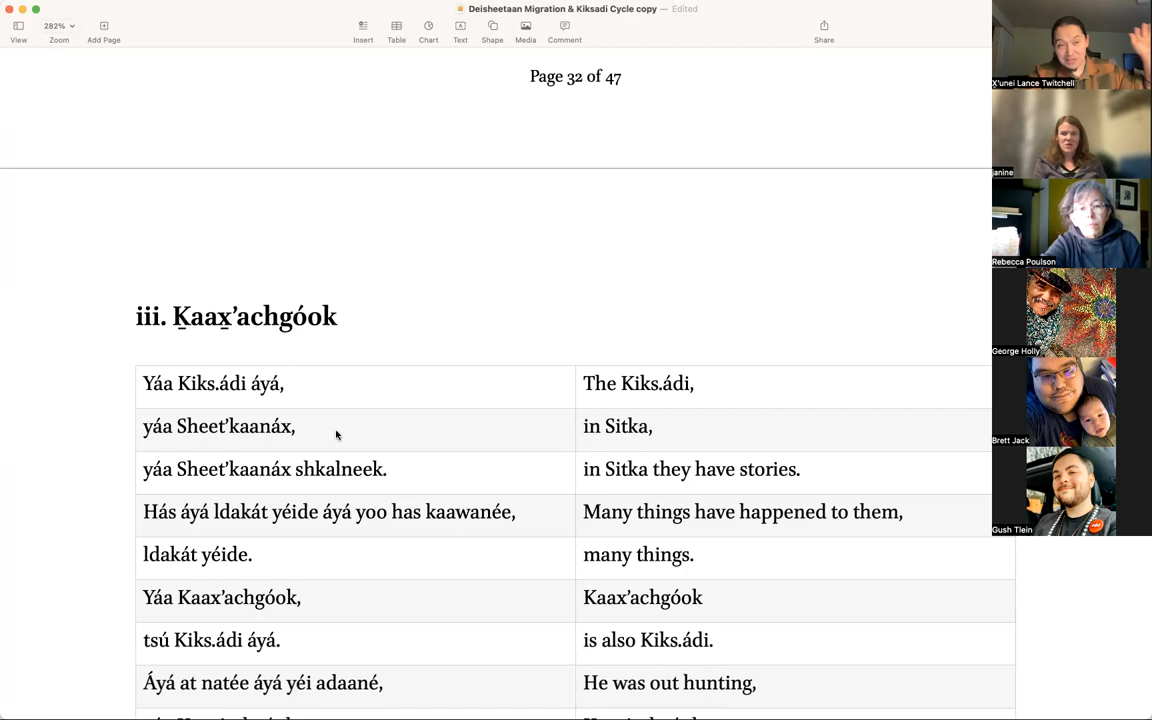 Deisheetaan Migration & Kiksadi Cycle copy — Edited
282%
View
Zoom
Add Page
Insert
Table
Chart
Text
Shape
Media
Comment
Share
Page 32 of 47
iii. Ḵaax̱’achgóok
Yáa Kiks.ádi áyá,
The Kiks.ádi,
yáa Sheet’kaanáx,
in Sitka,
yáa Sheet’kaanáx shkalneek.
in Sitka they have stories.
Hás áyá ldakát yéide áyá yoo has kaawanée,
Many things have happened to them,
ldakát yéide.
many things.
Yáa Kaax’achgóok,
Kaax’achgóok
tsú Kiks.ádi áyá.
is also Kiks.ádi.
Áyá at natée áyá yéi adaané,
He was out hunting,
X̱'unei Lance Twitchell
janine
Rebecca Poulson
George Holly
Brett Jack
Gush Tlein